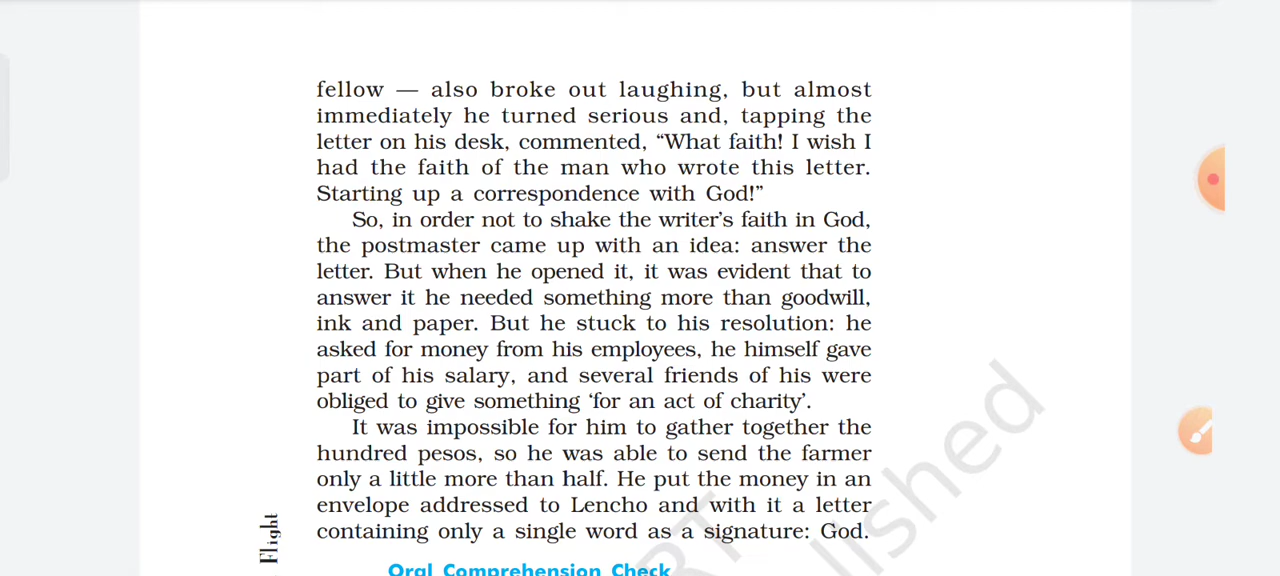 fellow — also broke out laughing, but almost
immediately he turned serious and, tapping the
letter on his desk, commented, “What faith! I wish I
had the faith of the man who wrote this letter.
Starting up a correspondence with God!”
So, in order not to shake the writer’s faith in God,
the postmaster came up with an idea: answer the
letter. But when he opened it, it was evident that to
answer it he needed something more than goodwill,
ink and paper. But he stuck to his resolution: he
asked for money from his employees, he himself gave
part of his salary, and several friends of his were
obliged to give something ‘for an act of charity’.
It was impossible for him to gather together the
hundred pesos, so he was able to send the farmer
only a little more than half. He put the money in an
envelope addressed to Lencho and with it a letter
containing only a single word as a signature: God.
Flight
Oral Comprehension Check